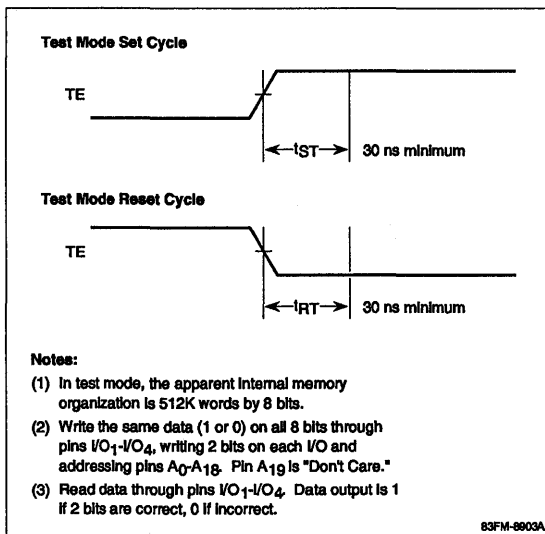 Test Mode Set Cycle
TE
tST 30 ns minimum
Test Mode Reset Cycle
TE
tRT 30 ns minimum
Notes:
(1) In test mode, the apparent internal memory
organization is 512K words by 8 bits.
(2) Write the same data (1 or 0) on all 8 bits through
pins I/O1-I/O4, writing 2 bits on each I/O and
addressing pins A0-A18. Pin A19 is "Don't Care."
(3) Read data through pins I/O1-I/O4. Data output is 1
if 2 bits are correct, 0 if incorrect.
83FM-8903A